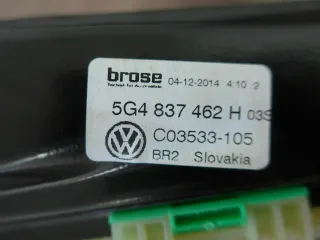 brose 04-12-2014 4:10 2
5G4 837 462 H 03S
C03533-105
BR2 Slovakia